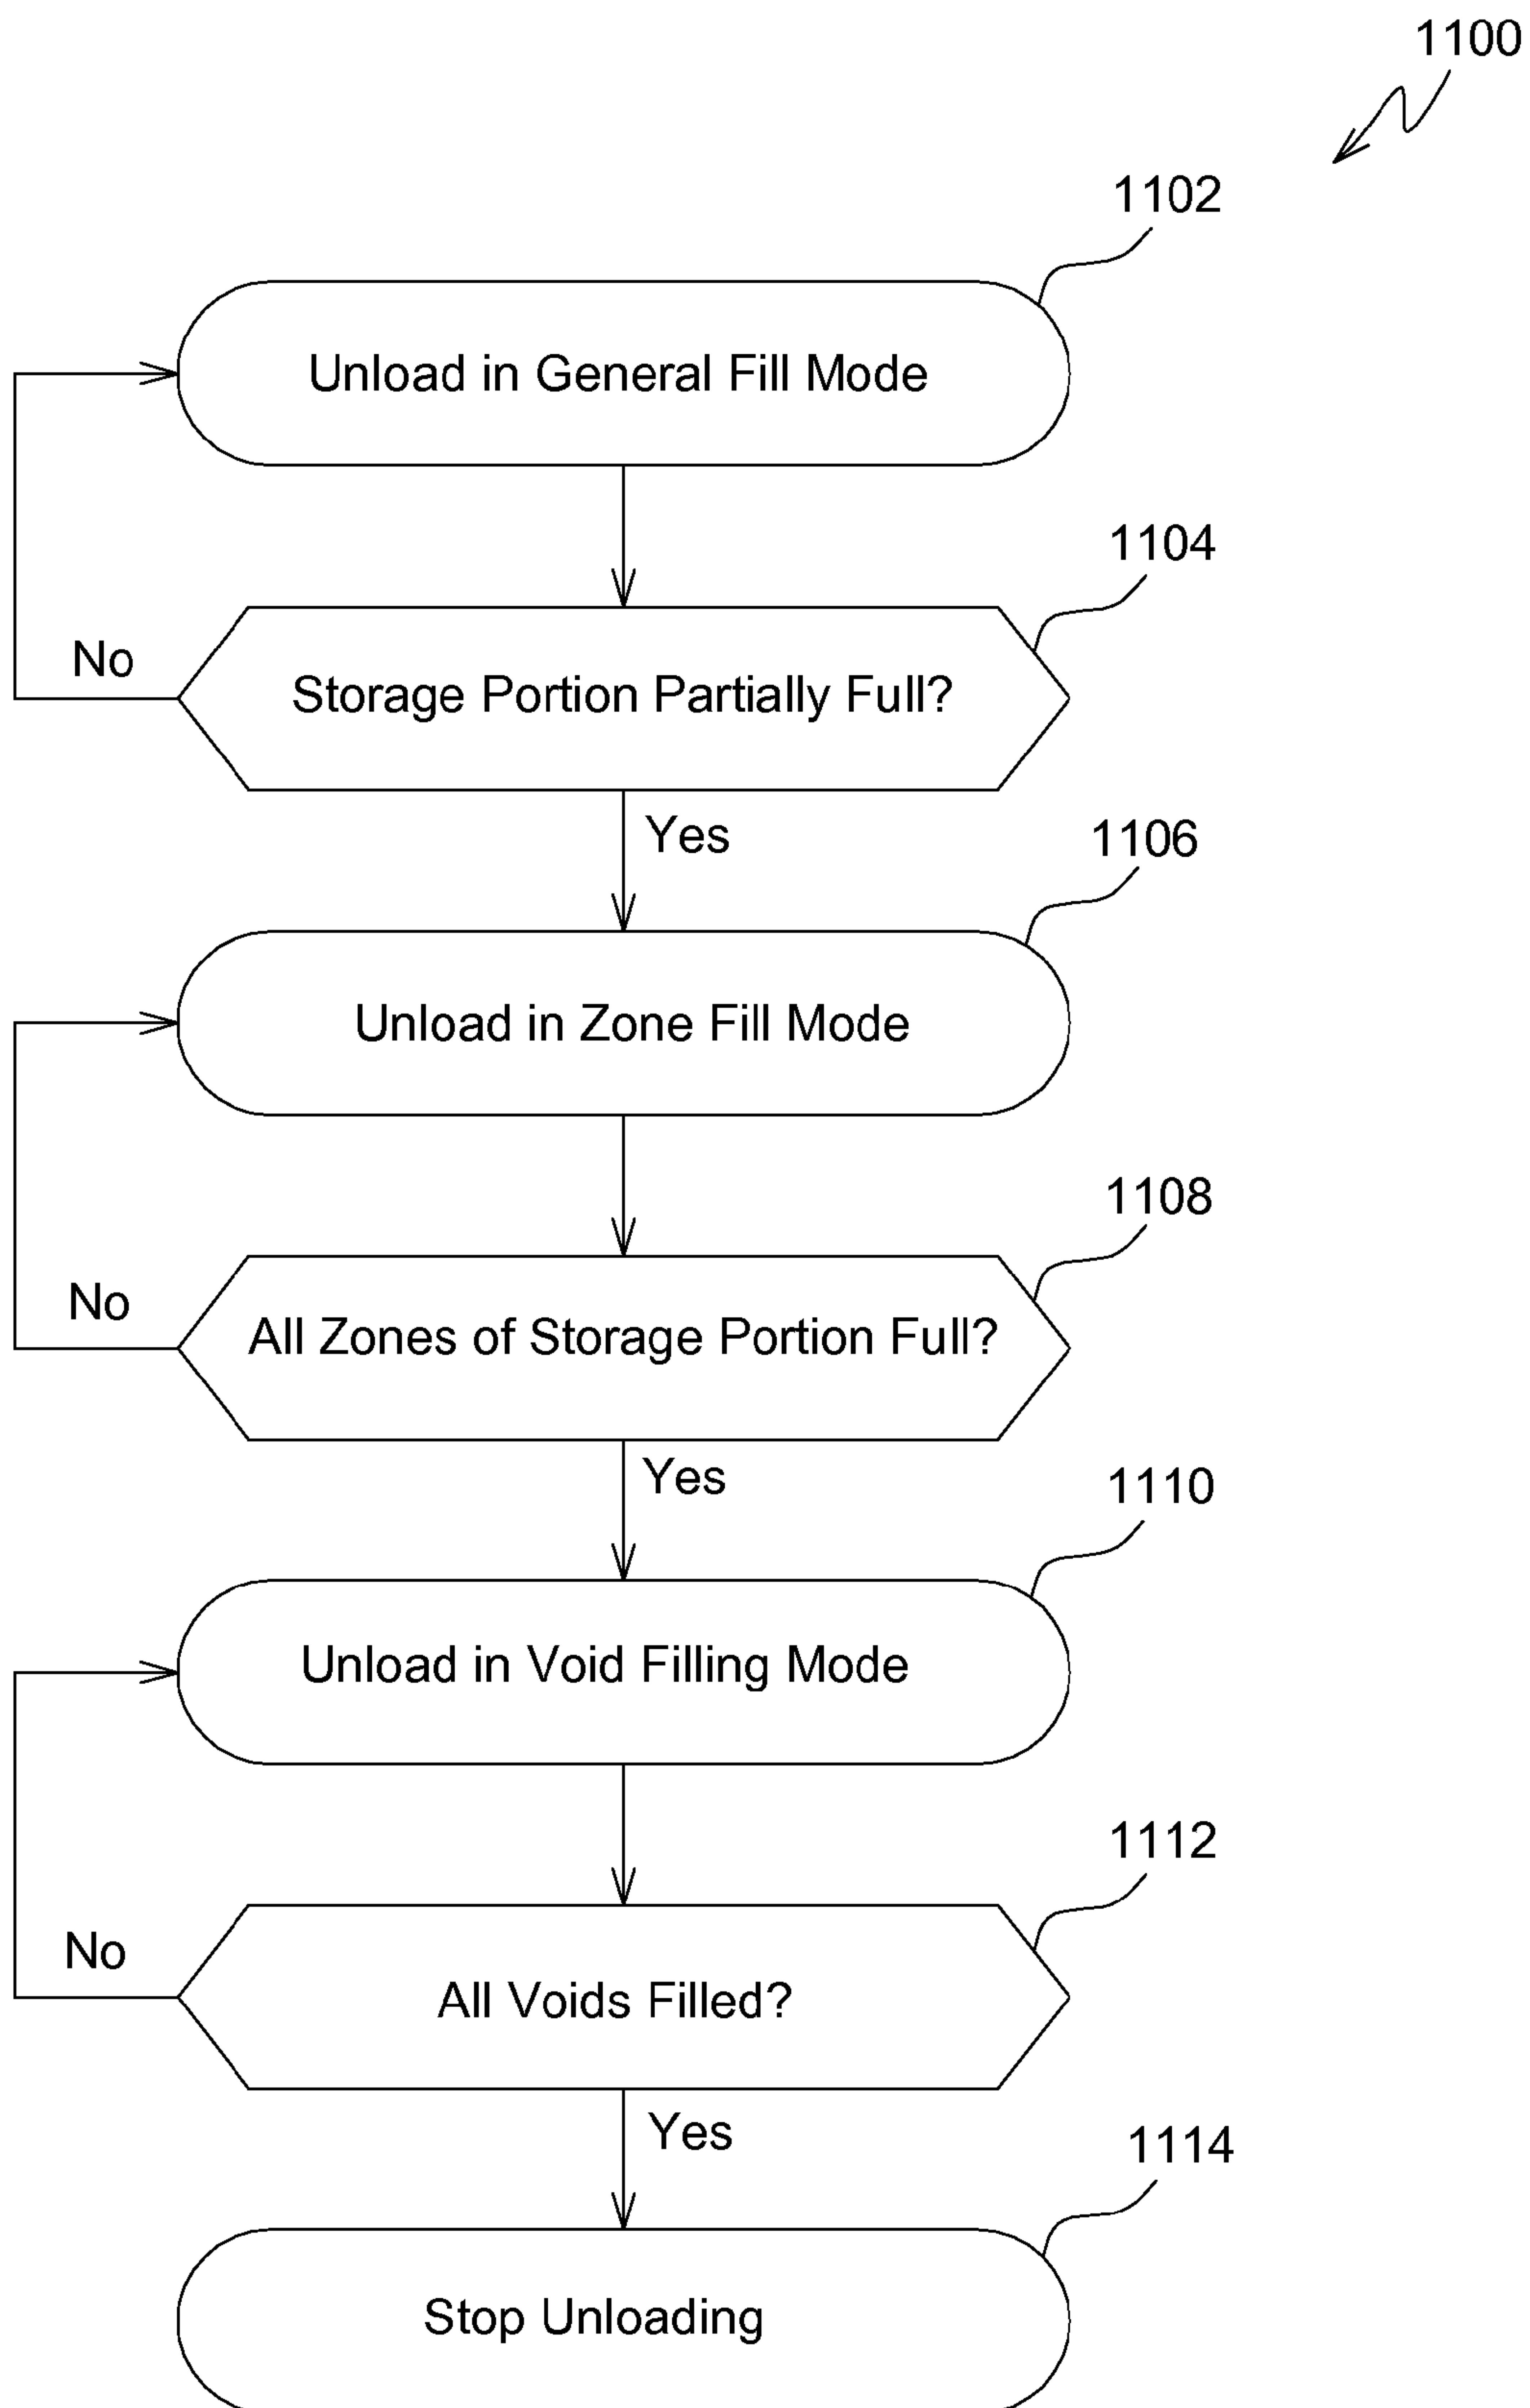 1100
1102
Unload in General Fill Mode
1104
No
Storage Portion Partially Full?
Yes
1106
Unload in Zone Fill Mode
1108
No
All Zones of Storage Portion Full?
Yes
1110
Unload in Void Filling Mode
1112
No
All Voids Filled?
Yes
1114
Stop Unloading